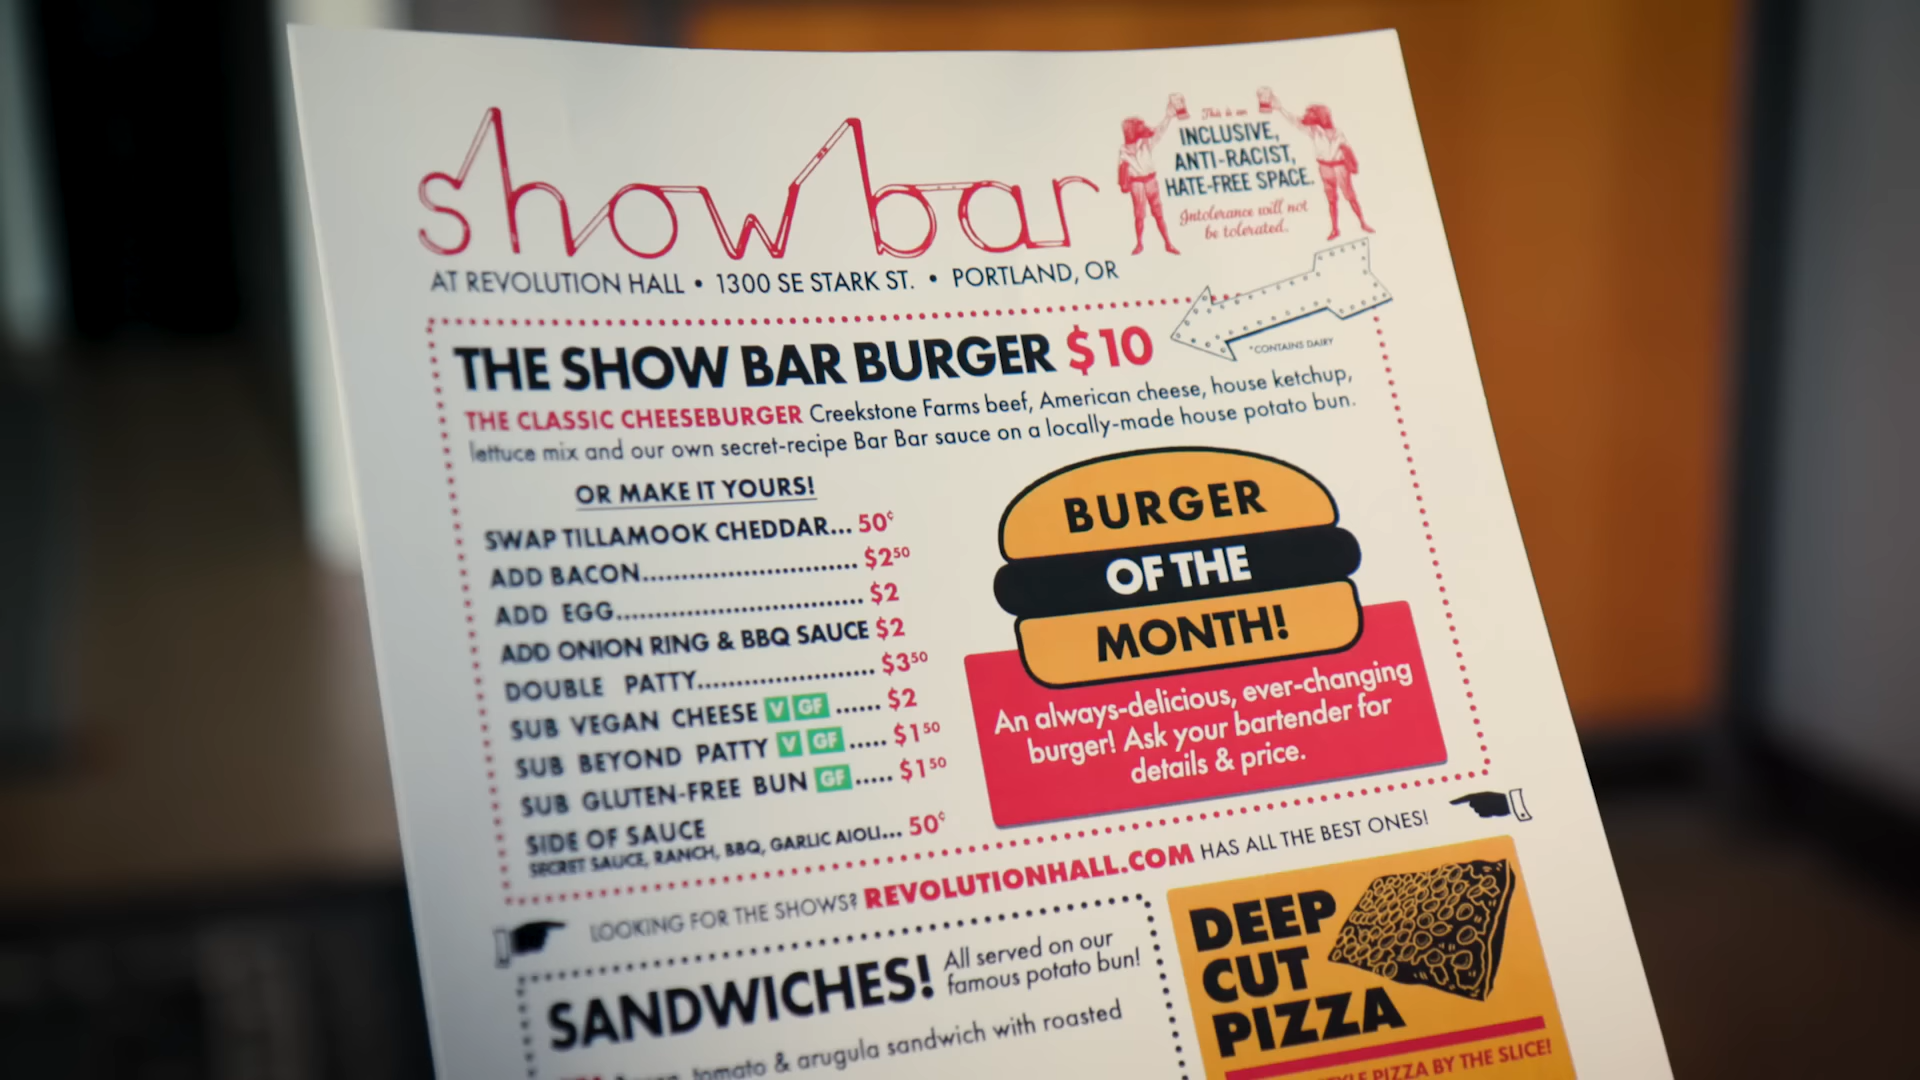 show bar
This is an
INCLUSIVE,
ANTI-RACIST,
HATE-FREE SPACE.
Intolerance will not
be tolerated.
AT REVOLUTION HALL • 1300 SE STARK ST. • PORTLAND, OR
THE SHOW BAR BURGER $10
*CONTAINS DAIRY
THE CLASSIC CHEESEBURGER Creekstone Farms beef, American cheese, house ketchup,
lettuce mix and our own secret-recipe Bar Bar sauce on a locally-made house potato bun.
OR MAKE IT YOURS!
SWAP TILLAMOOK CHEDDAR... 50¢
ADD BACON............................ $2⁵⁰
ADD EGG................................ $2
ADD ONION RING & BBQ SAUCE $2
DOUBLE PATTY....................... $3⁵⁰
SUB VEGAN CHEESE V GF ...... $2
SUB BEYOND PATTY V GF ..... $1⁵⁰
SUB GLUTEN-FREE BUN GF ..... $1⁵⁰
SIDE OF SAUCE
SECRET SAUCE, RANCH, BBQ, GARLIC AIOLI... 50¢
BURGER
OF THE
MONTH!
An always-delicious, ever-changing
burger! Ask your bartender for
details & price.
LOOKING FOR THE SHOWS? REVOLUTIONHALL.COM HAS ALL THE BEST ONES!
SANDWICHES! All served on our
famous potato bun!
tomato & arugula sandwich with roasted
DEEP
CUT
PIZZA
PIZZA BY THE SLICE!